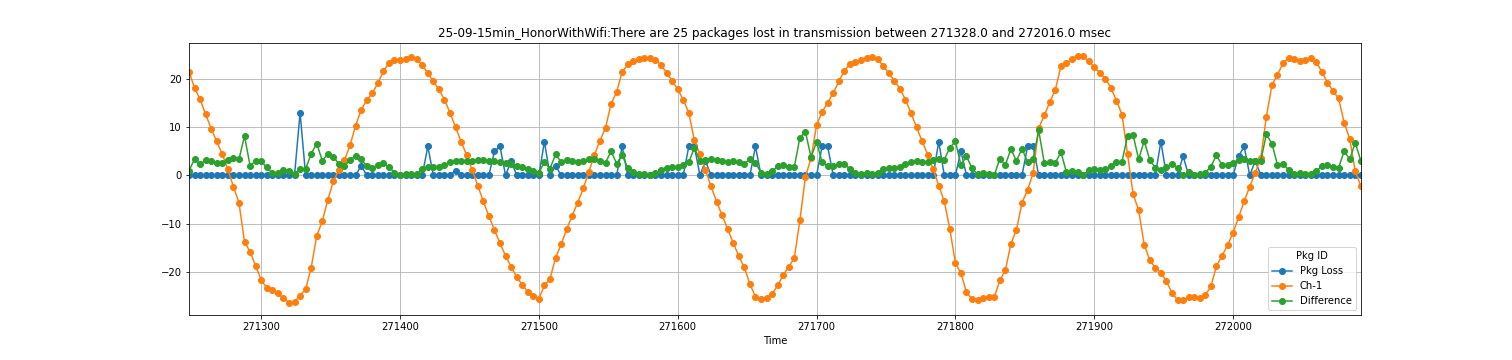 25-09-15min_HonorWithWifi:There are 25 packages lost in transmission between 271328.0 and 272016.0 msec
20
10
0
−10
−20
271300 271400 271500 271600 271700 271800 271900 272000
Time
Pkg ID
Pkg Loss
Ch-1
Difference